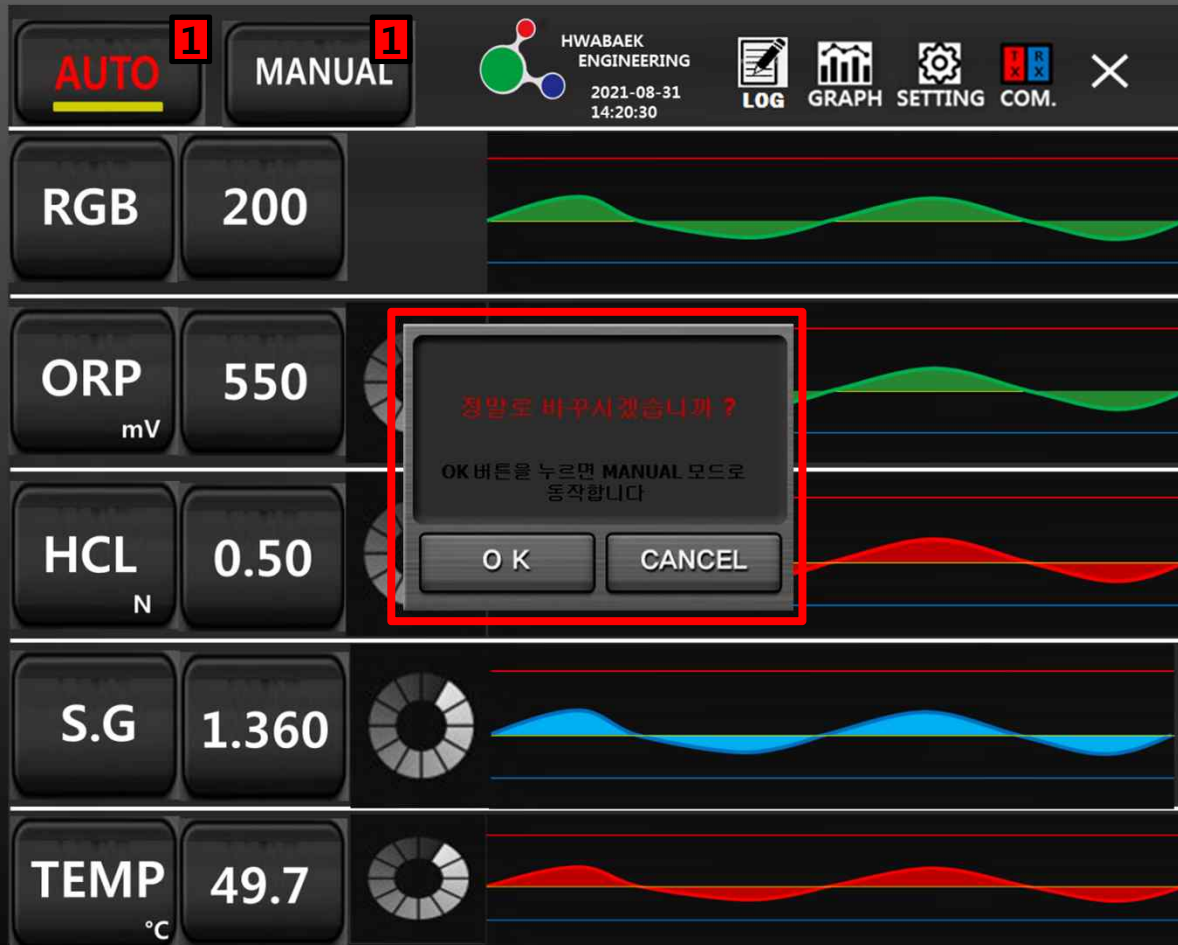 AUTO
1
MANUAL
1
HWABAEK
ENGINEERING
2021-08-31
14:20:30
LOG
GRAPH
SETTING
TX
RX
COM.
RGB
200
ORP
mV
550
정말로 바꾸시겠습니까 ?
OK 버튼을 누르면 MANUAL 모드로
동작합니다
O K
CANCEL
HCL
N
0.50
S.G
1.360
TEMP
°C
49.7